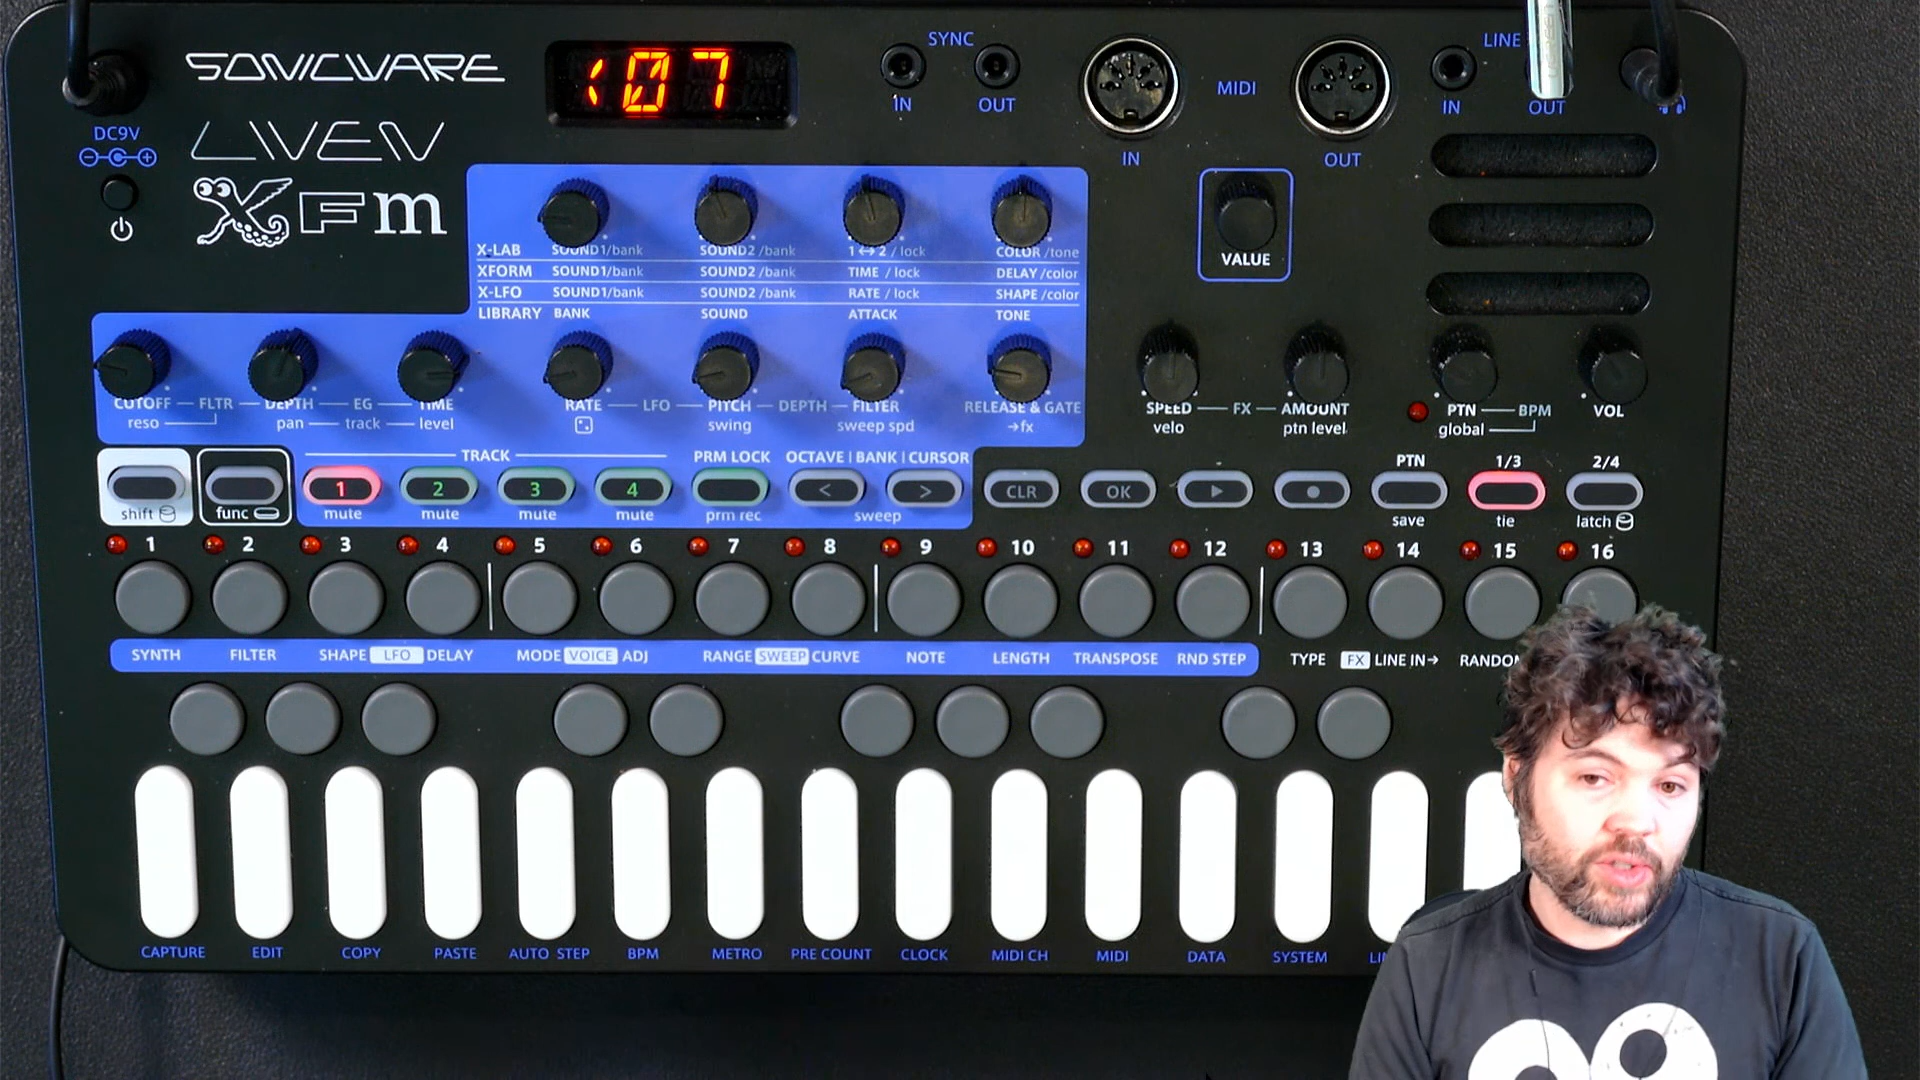 SONICWARE
LIVEN
XFm
‹07
DC9V
SYNC
IN OUT
MIDI
IN OUT
LINE
IN OUT
VALUE
X-LAB SOUND1/bank SOUND2/bank 1↔2 / lock COLOR/tone
XFORM SOUND1/bank SOUND2/bank TIME / lock DELAY/color
X-LFO SOUND1/bank SOUND2/bank RATE / lock SHAPE/color
LIBRARY BANK SOUND ATTACK TONE
CUTOFF — FLTR — DEPTH — EG — TIME RATE — LFO — PITCH — DEPTH — FILTER RELEASE & GATE SPEED — FX — AMOUNT PTN — BPM VOL
reso pan track level swing sweep spd →fx velo ptn level global
TRACK PRM LOCK OCTAVE | BANK | CURSOR PTN 1/3 2/4
1 2 3 4 < > CLR OK
shift func mute mute mute mute prm rec sweep save tie latch
1 2 3 4 5 6 7 8 9 10 11 12 13 14 15 16
SYNTH FILTER SHAPE LFO DELAY MODE VOICE ADJ RANGE SWEEP CURVE NOTE LENGTH TRANSPOSE RND STEP TYPE FX LINE IN→
CAPTURE EDIT COPY PASTE AUTO STEP BPM METRO PRE COUNT CLOCK MIDI CH MIDI DATA SYSTEM